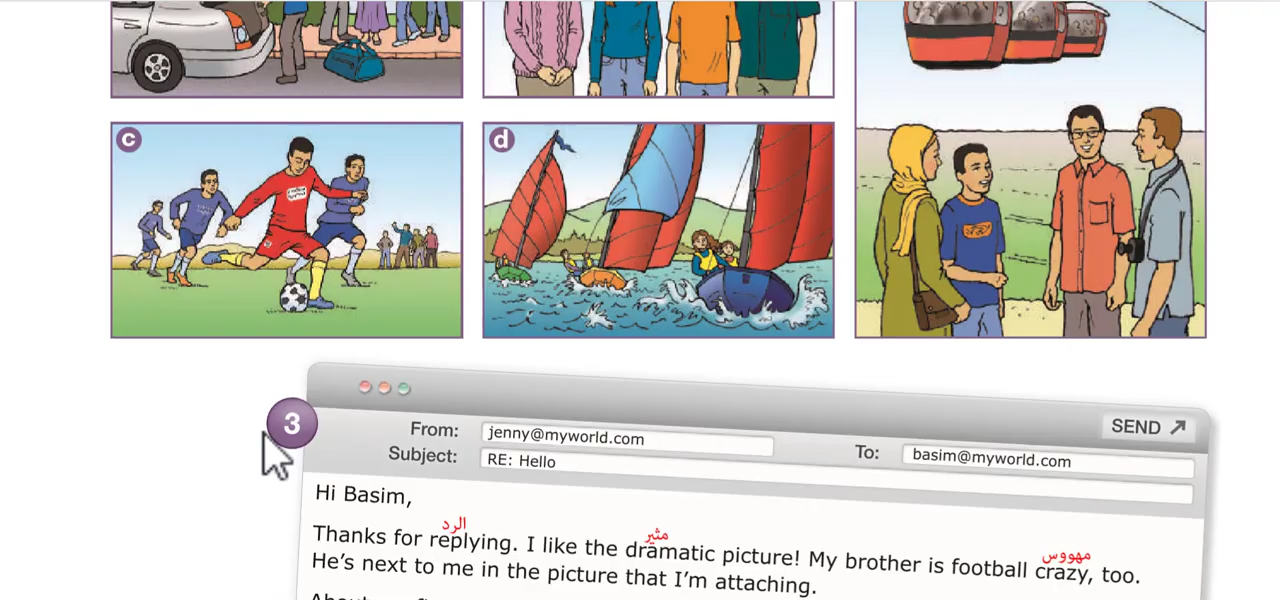 c
d
3
SEND
From: jenny@myworld.com
To: basim@myworld.com
Subject: RE: Hello
Hi Basim,
الرد
مثير
مهووس
Thanks for replying. I like the dramatic picture! My brother is football crazy, too.
He's next to me in the picture that I'm attaching.